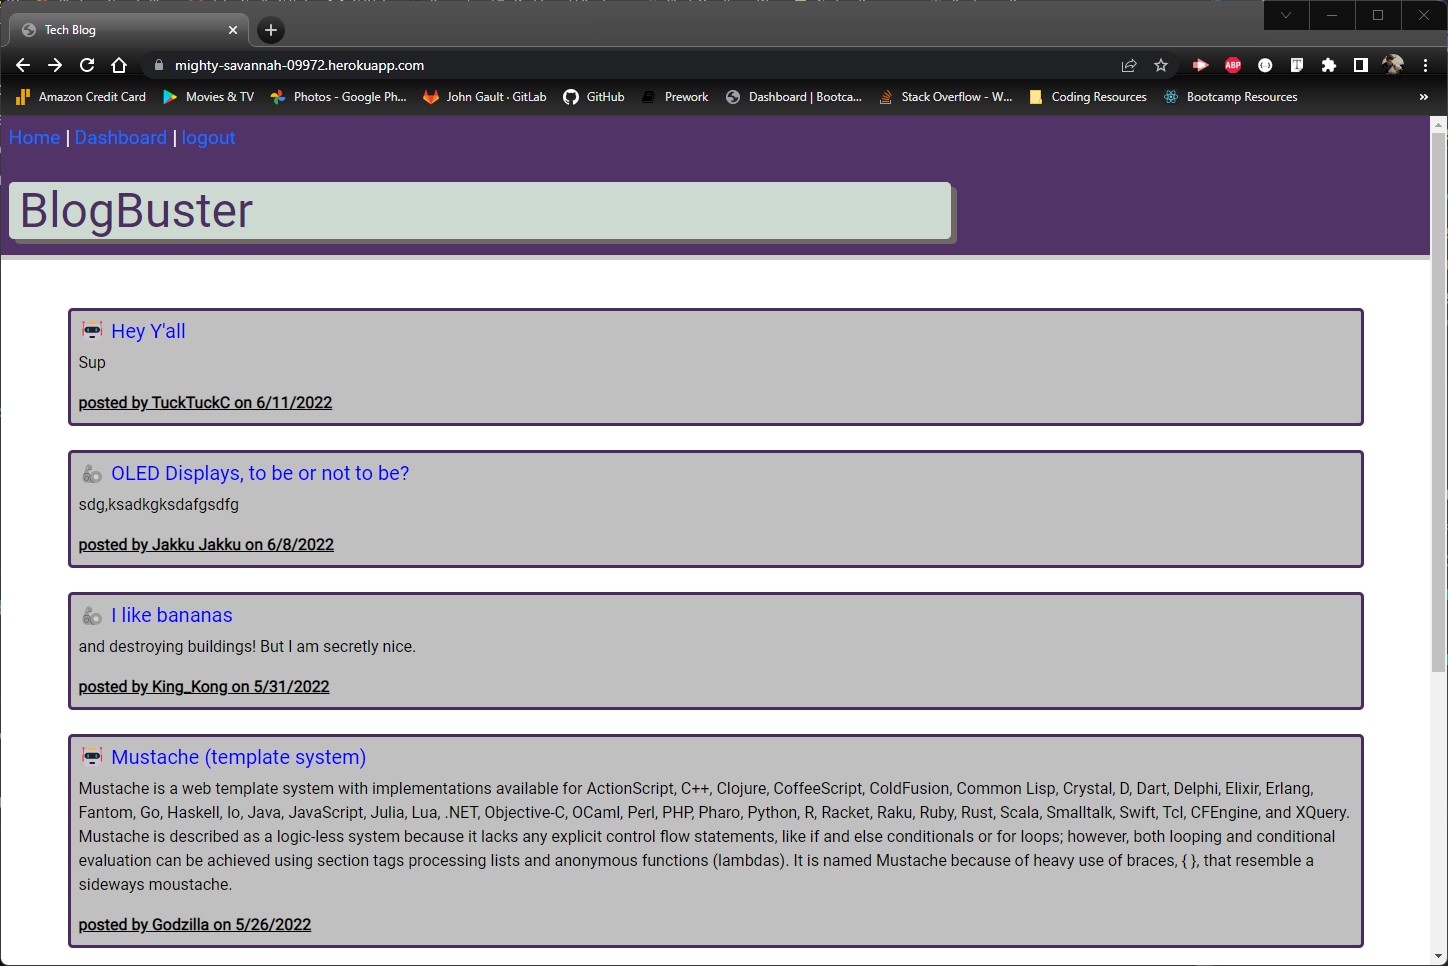 Tech Blog
mighty-savannah-09972.herokuapp.com
ABP
Amazon Credit Card Movies & TV Photos - Google Ph... John Gault · GitLab GitHub Prework Dashboard | Bootca... Stack Overflow - W... Coding Resources Bootcamp Resources »
Home | Dashboard | logout
BlogBuster
Hey Y'all
Sup
posted by TuckTuckC on 6/11/2022
OLED Displays, to be or not to be?
sdg,ksadkgksdafgsdfg
posted by Jakku Jakku on 6/8/2022
I like bananas
and destroying buildings! But I am secretly nice.
posted by King_Kong on 5/31/2022
Mustache (template system)
Mustache is a web template system with implementations available for ActionScript, C++, Clojure, CoffeeScript, ColdFusion, Common Lisp, Crystal, D, Dart, Delphi, Elixir, Erlang,
Fantom, Go, Haskell, Io, Java, JavaScript, Julia, Lua, .NET, Objective-C, OCaml, Perl, PHP, Pharo, Python, R, Racket, Raku, Ruby, Rust, Scala, Smalltalk, Swift, Tcl, CFEngine, and XQuery.
Mustache is described as a logic-less system because it lacks any explicit control flow statements, like if and else conditionals or for loops; however, both looping and conditional
evaluation can be achieved using section tags processing lists and anonymous functions (lambdas). It is named Mustache because of heavy use of braces, { }, that resemble a
sideways moustache.
posted by Godzilla on 5/26/2022